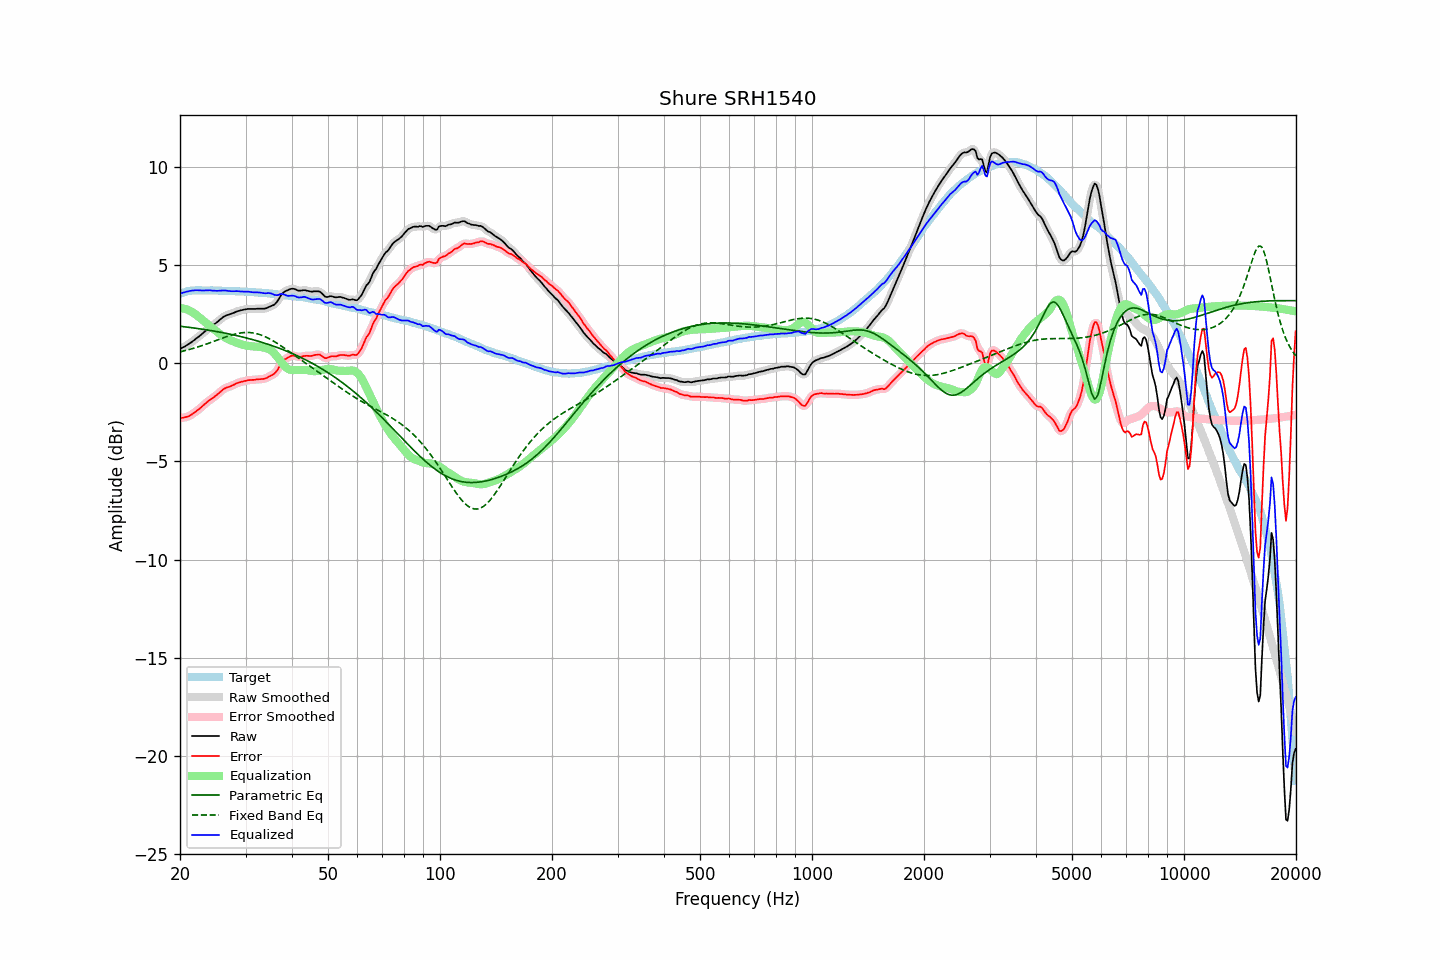 Shure SRH1540
Amplitude (dBr)
10
5
0
−5
−10
−15
−20
−25
Target
Raw Smoothed
Error Smoothed
Raw
Error
Equalization
Parametric Eq
Fixed Band Eq
Equalized
20 50 100 200 500 1000 2000 5000 10000 20000
Frequency (Hz)